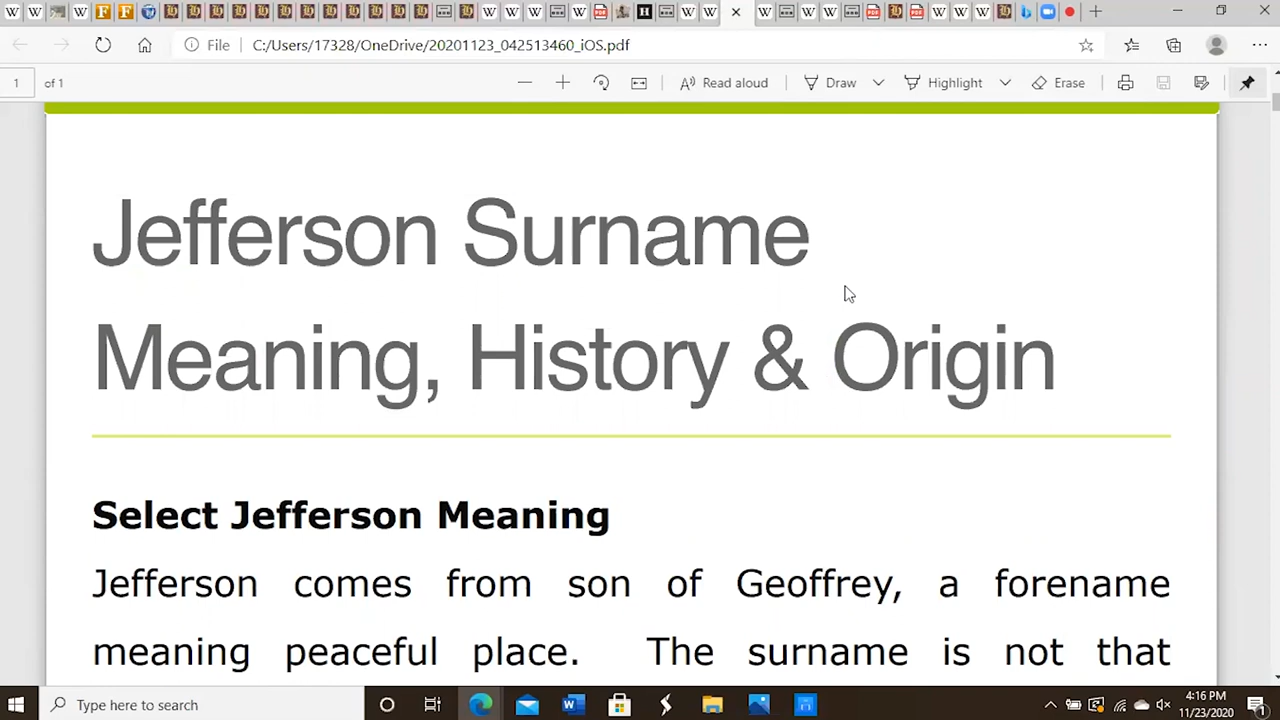 File C:/Users/17328/OneDrive/20201123_042513460_iOS.pdf
1 of 1 Read aloud Draw Highlight Erase
Jefferson Surname
Meaning, History & Origin
Select Jefferson Meaning
Jefferson comes from son of Geoffrey, a forename
meaning peaceful place. The surname is not that
Type here to search
4:16 PM
11/23/2020